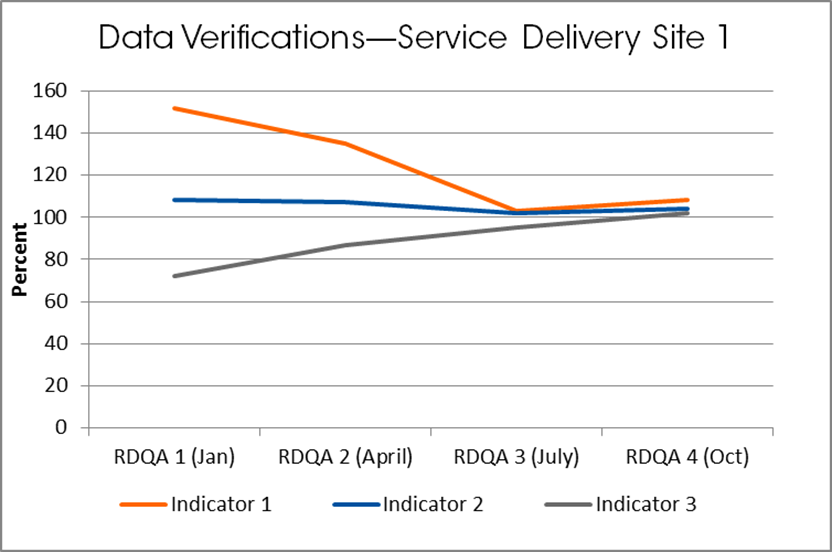 Data Verifications—Service Delivery Site 1
160
140
120
100
80
60
40
20
0
Percent
RDQA 1 (Jan) RDQA 2 (April) RDQA 3 (July) RDQA 4 (Oct)
Indicator 1 Indicator 2 Indicator 3